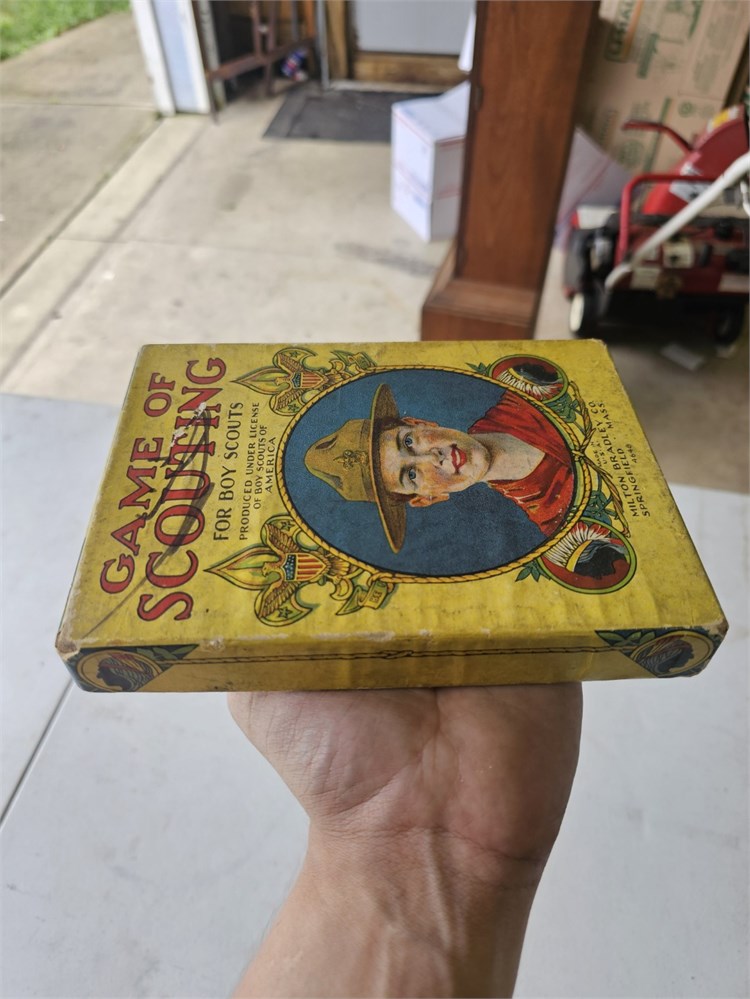 GAME OF
SCOUTING
FOR BOY SCOUTS
PRODUCED UNDER LICENSE
OF BOY SCOUTS OF
AMERICA
MILTON BRADLEY CO.
SPRINGFIELD MASS.
4640